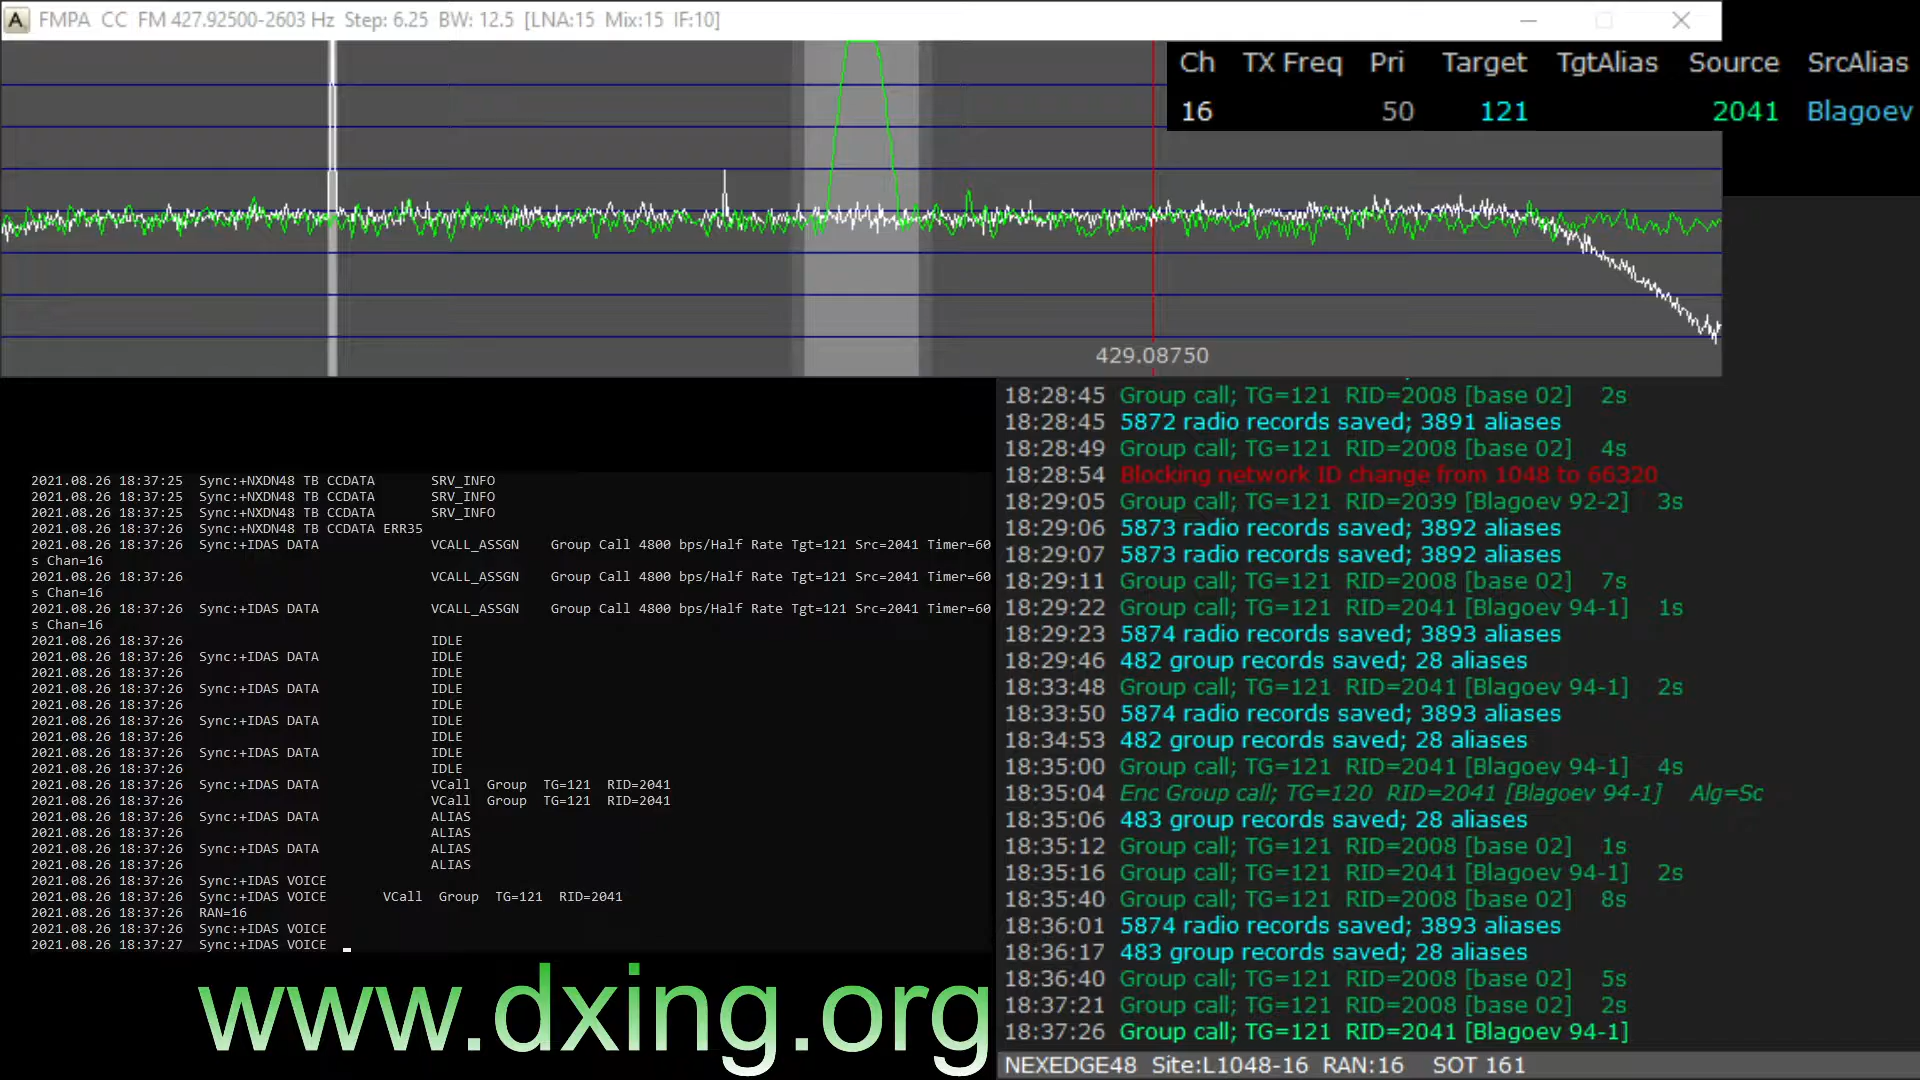 FMPA CC FM 427.92500-2603 Hz Step: 6.25 BW: 12.5 [LNA:15 Mix:15 IF:10]
Ch TX Freq Pri Target TgtAlias Source SrcAlias
16 50 121 2041 Blagoev
429.08750
2021.08.26 18:37:25 Sync:+NXDN48 TB CCDATA SRV_INFO
2021.08.26 18:37:25 Sync:+NXDN48 TB CCDATA SRV_INFO
2021.08.26 18:37:25 Sync:+NXDN48 TB CCDATA SRV_INFO
2021.08.26 18:37:26 Sync:+NXDN48 TB CCDATA ERR35
2021.08.26 18:37:26 Sync:+IDAS DATA VCALL_ASSGN Group Call 4800 bps/Half Rate Tgt=121 Src=2041 Timer=60
s Chan=16
2021.08.26 18:37:26 VCALL_ASSGN Group Call 4800 bps/Half Rate Tgt=121 Src=2041 Timer=60
s Chan=16
2021.08.26 18:37:26 Sync:+IDAS DATA VCALL_ASSGN Group Call 4800 bps/Half Rate Tgt=121 Src=2041 Timer=60
s Chan=16
2021.08.26 18:37:26 IDLE
2021.08.26 18:37:26 Sync:+IDAS DATA IDLE
2021.08.26 18:37:26 IDLE
2021.08.26 18:37:26 Sync:+IDAS DATA IDLE
2021.08.26 18:37:26 IDLE
2021.08.26 18:37:26 Sync:+IDAS DATA IDLE
2021.08.26 18:37:26 IDLE
2021.08.26 18:37:26 Sync:+IDAS DATA IDLE
2021.08.26 18:37:26 IDLE
2021.08.26 18:37:26 Sync:+IDAS DATA VCall Group TG=121 RID=2041
2021.08.26 18:37:26 VCall Group TG=121 RID=2041
2021.08.26 18:37:26 Sync:+IDAS DATA ALIAS
2021.08.26 18:37:26 ALIAS
2021.08.26 18:37:26 Sync:+IDAS DATA ALIAS
2021.08.26 18:37:26 ALIAS
2021.08.26 18:37:26 Sync:+IDAS VOICE
2021.08.26 18:37:26 Sync:+IDAS VOICE VCall Group TG=121 RID=2041
2021.08.26 18:37:26 RAN=16
2021.08.26 18:37:26 Sync:+IDAS VOICE
2021.08.26 18:37:27 Sync:+IDAS VOICE
www.dxing.org
18:28:45 Group call; TG=121 RID=2008 [base 02] 2s
18:28:45 5872 radio records saved; 3891 aliases
18:28:49 Group call; TG=121 RID=2008 [base 02] 4s
18:28:54 Blocking network ID change from 1048 to 66320
18:29:05 Group call; TG=121 RID=2039 [Blagoev 92-2] 3s
18:29:06 5873 radio records saved; 3892 aliases
18:29:07 5873 radio records saved; 3892 aliases
18:29:11 Group call; TG=121 RID=2008 [base 02] 7s
18:29:22 Group call; TG=121 RID=2041 [Blagoev 94-1] 1s
18:29:23 5874 radio records saved; 3893 aliases
18:29:46 482 group records saved; 28 aliases
18:33:48 Group call; TG=121 RID=2041 [Blagoev 94-1] 2s
18:33:50 5874 radio records saved; 3893 aliases
18:34:53 482 group records saved; 28 aliases
18:35:00 Group call; TG=121 RID=2041 [Blagoev 94-1] 4s
18:35:04 Enc Group call; TG=120 RID=2041 [Blagoev 94-1] Alg=Sc
18:35:06 483 group records saved; 28 aliases
18:35:12 Group call; TG=121 RID=2008 [base 02] 1s
18:35:16 Group call; TG=121 RID=2041 [Blagoev 94-1] 2s
18:35:40 Group call; TG=121 RID=2008 [base 02] 8s
18:36:01 5874 radio records saved; 3893 aliases
18:36:17 483 group records saved; 28 aliases
18:36:40 Group call; TG=121 RID=2008 [base 02] 5s
18:37:21 Group call; TG=121 RID=2008 [base 02] 2s
18:37:26 Group call; TG=121 RID=2041 [Blagoev 94-1]
NEXEDGE48 Site:L1048-16 RAN:16 SOT 161